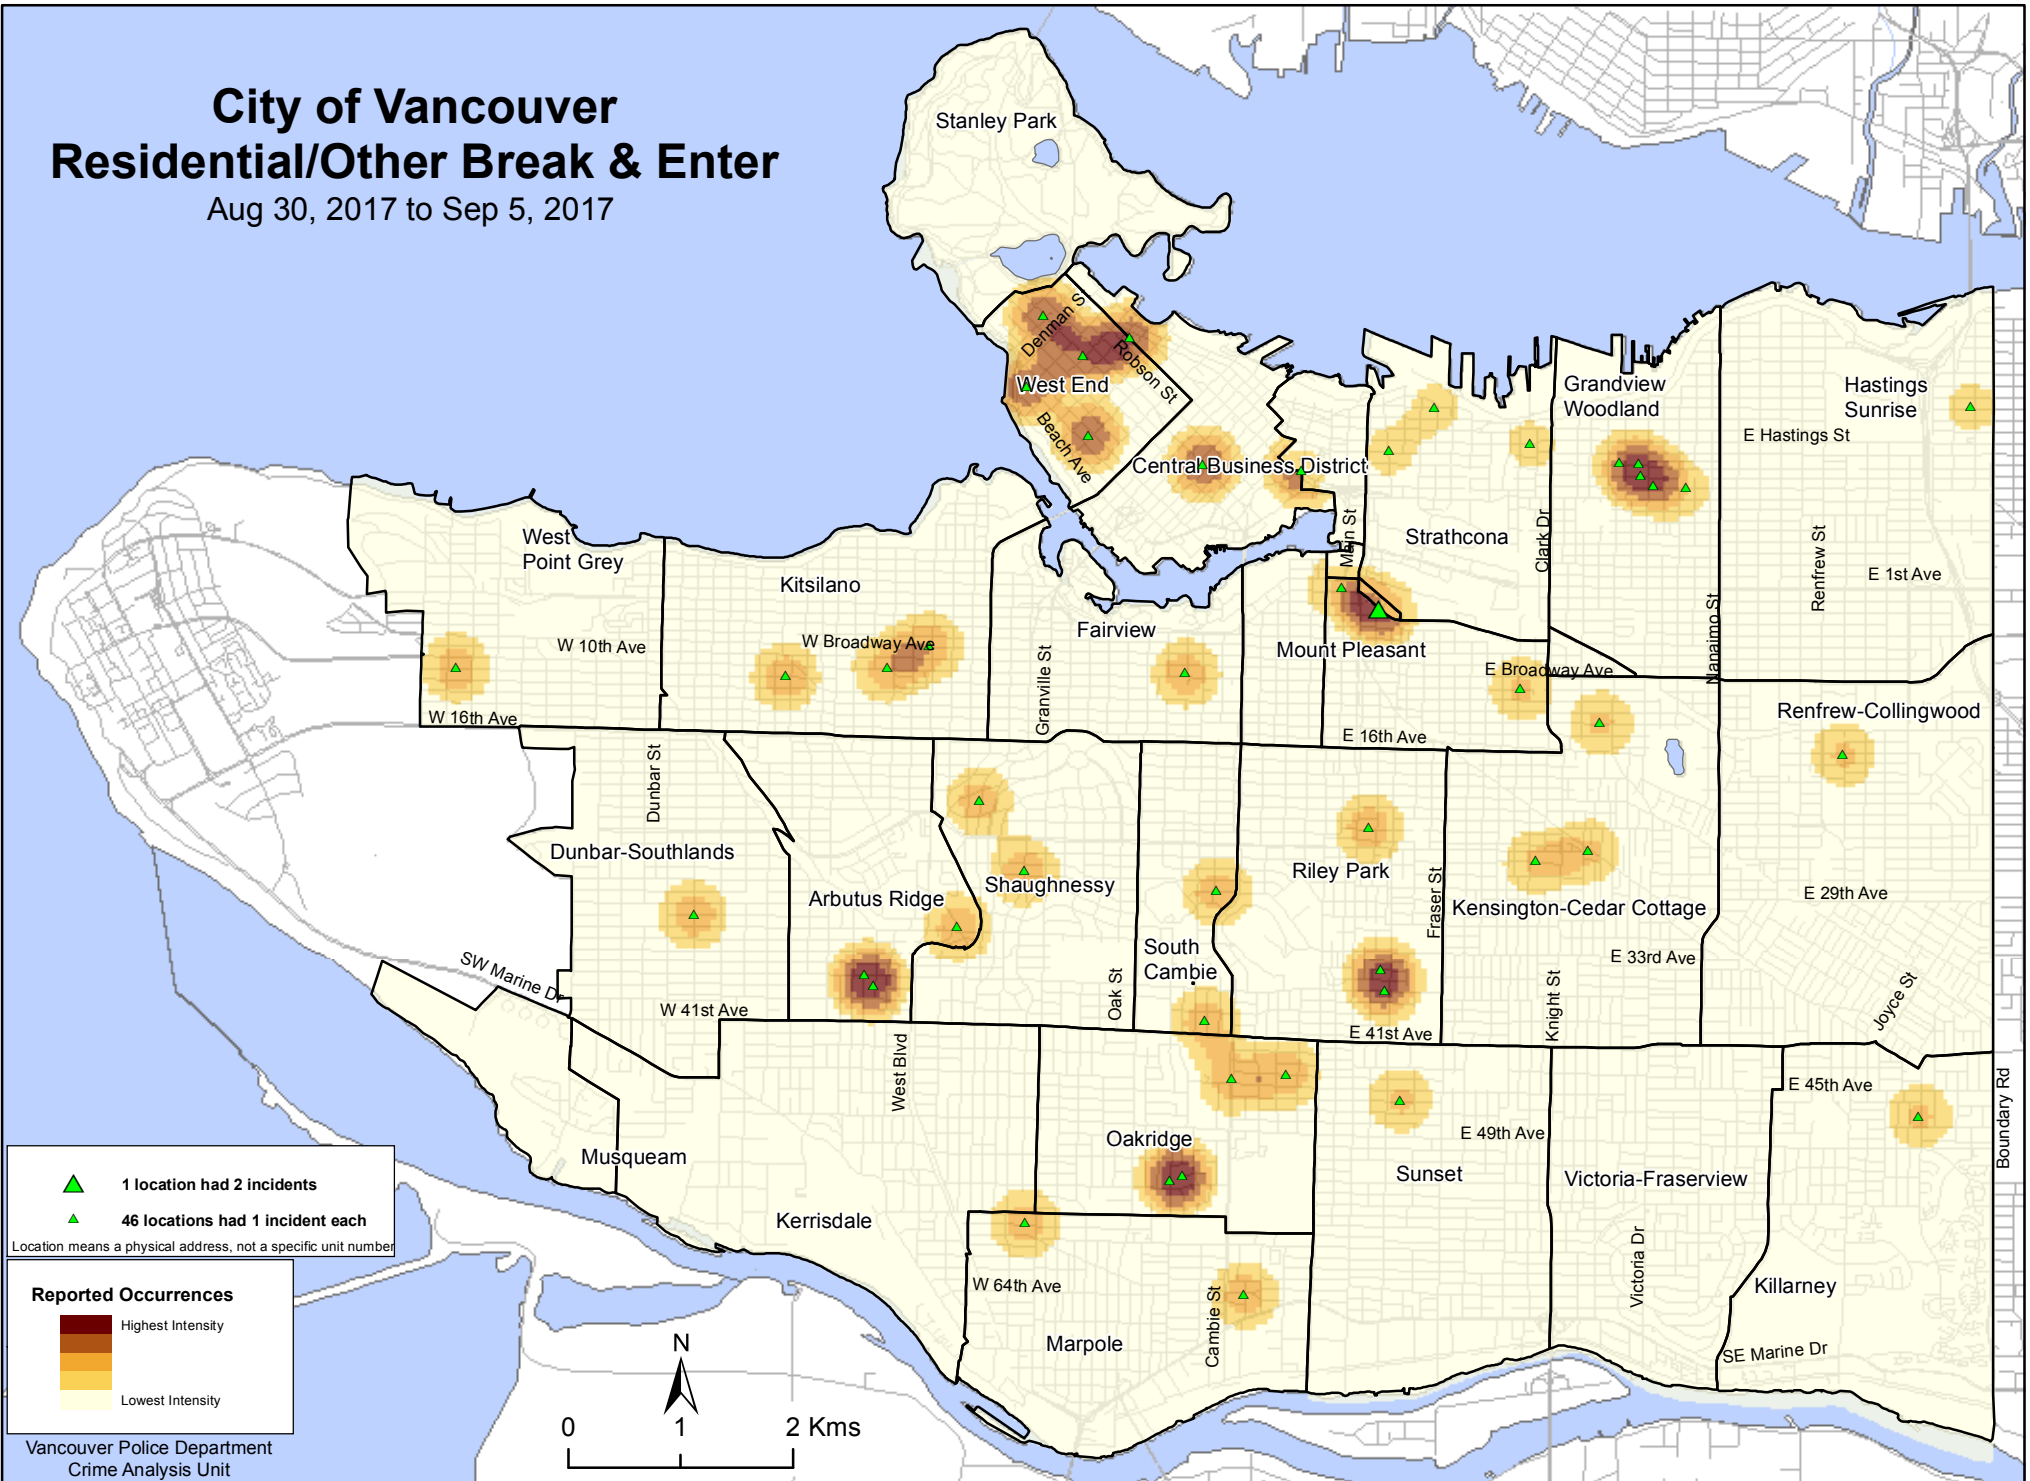 City of Vancouver
Residential/Other Break & Enter
Aug 30, 2017 to Sep 5, 2017
Stanley Park
Denman S
Robson St
West End
Beach Ave
Central Business District
Grandview
Woodland
Hastings
Sunrise
E Hastings St
Main St
Strathcona
Clark Dr
Nanaimo St
Renfrew St
E 1st Ave
West
Point Grey
Kitsilano
W 10th Ave
W Broadway Ave
Fairview
Granville St
Mount Pleasant
E Broadway Ave
W 16th Ave
E 16th Ave
Renfrew-Collingwood
Dunbar St
Dunbar-Southlands
Arbutus Ridge
Shaughnessy
Riley Park
Fraser St
Kensington-Cedar Cottage
E 29th Ave
South
Cambie
E 33rd Ave
SW Marine Dr
W 41st Ave
Oak St
E 41st Ave
Knight St
Joyce St
West Blvd
E 45th Ave
Boundary Rd
Musqueam
Oakridge
E 49th Ave
Sunset
Victoria-Fraserview
Kerrisdale
W 64th Ave
Cambie St
Victoria Dr
Killarney
Marpole
SE Marine Dr
1 location had 2 incidents
46 locations had 1 incident each
Location means a physical address, not a specific unit number
Reported Occurrences
Highest Intensity
Lowest Intensity
Vancouver Police Department
Crime Analysis Unit
N
0 1 2 Kms